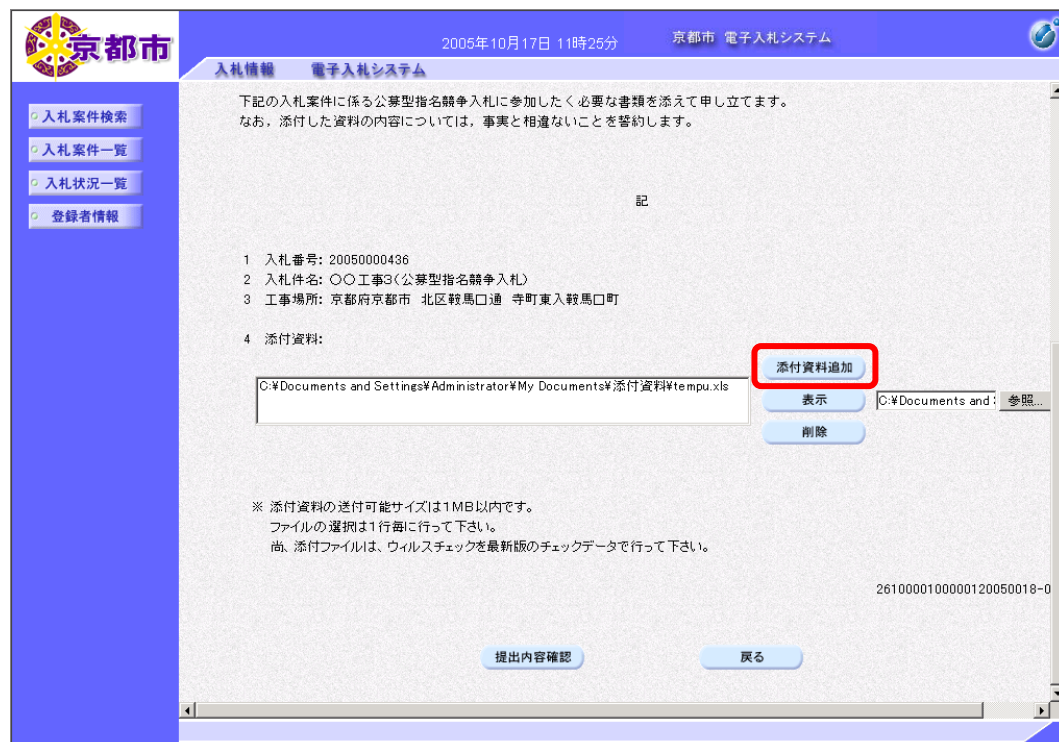 京都市
2005年10月17日 11時25分
京都市 電子入札システム
入札情報
電子入札システム
入札案件検索
入札案件一覧
入札状況一覧
登録者情報
下記の入札案件に係る公募型指名競争入札に参加したく必要な書類を添えて申し立てます。
なお，添付した資料の内容については，事実と相違ないことを誓約します。
記
1 入札番号: 20050000436
2 入札件名: 〇〇工事3(公募型指名競争入札)
3 工事場所: 京都府京都市 北区鞍馬口通 寺町東入鞍馬口町
4 添付資料:
添付資料追加
C:¥Documents and Settings¥Administrator¥My Documents¥添付資料¥tempu.xls
表示
C:¥Documents and
参照...
削除
※ 添付資料の送付可能サイズは1MB以内です。
ファイルの選択は1行毎に行って下さい。
尚、添付ファイルは、ウィルスチェックを最新版のチェックデータで行って下さい。
2610000100000120050018-0
提出内容確認
戻る